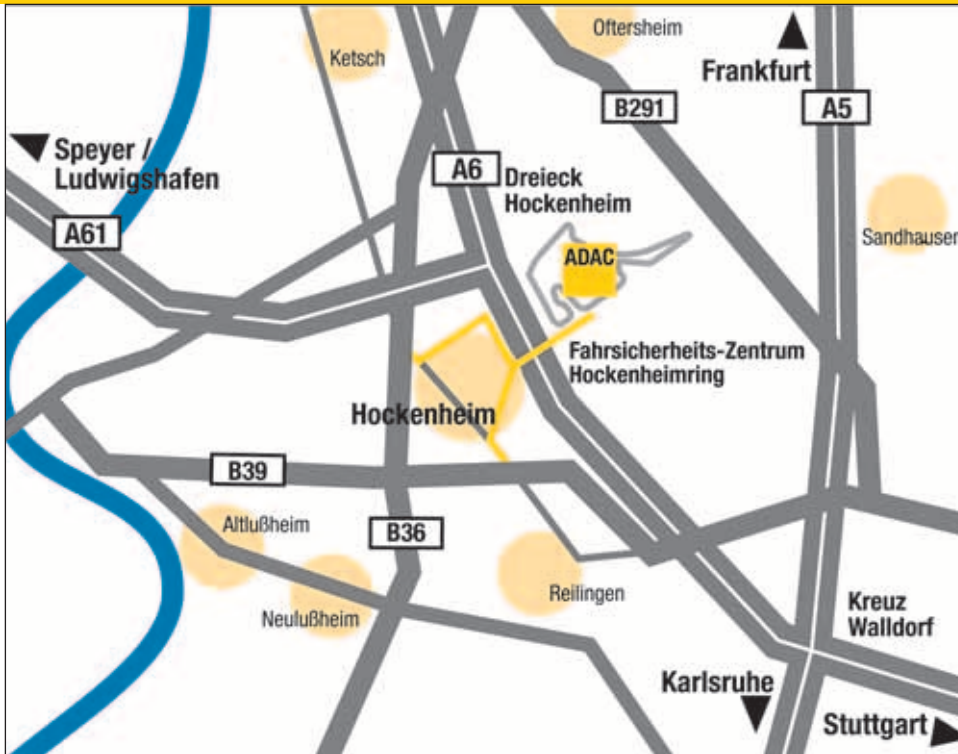 Oftersheim
Ketsch
Frankfurt
B291
A5
Speyer /
Ludwigshafen
A6
Dreieck
Hockenheim
A61
Sandhausen
ADAC
Fahrsicherheits-Zentrum
Hockenheimring
Hockenheim
B39
Altlußheim
B36
Neulußheim
Reilingen
Kreuz
Walldorf
Karlsruhe
Stuttgart